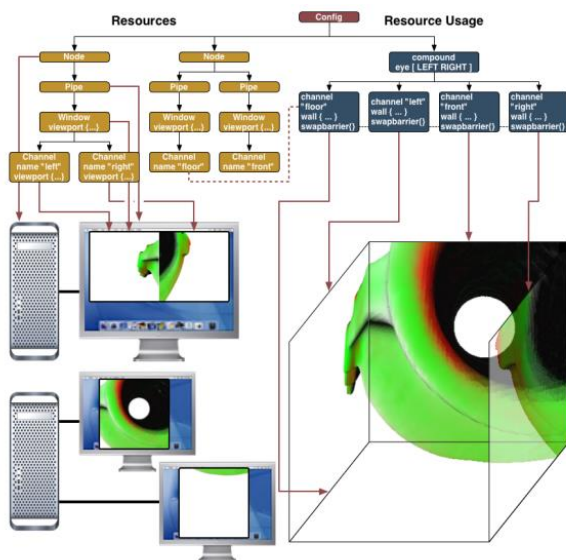 Resources
Config
Resource Usage
Node
Node
compound
eye [ LEFT RIGHT ]
Pipe
Pipe
Pipe
Window
viewport {...}
Window
viewport {...}
Window
viewport {...}
channel
"floor"
wall { ... }
swapbarrier{}
channel "left"
wall { ... }
swapbarrier{}
channel
"front"
wall { ... }
swapbarrier{}
channel
"right"
wall { ... }
swapbarrier{}
Channel
name "left"
viewport {...}
Channel
name "right"
viewport {...}
Channel
name "floor"
Channel
name "front"